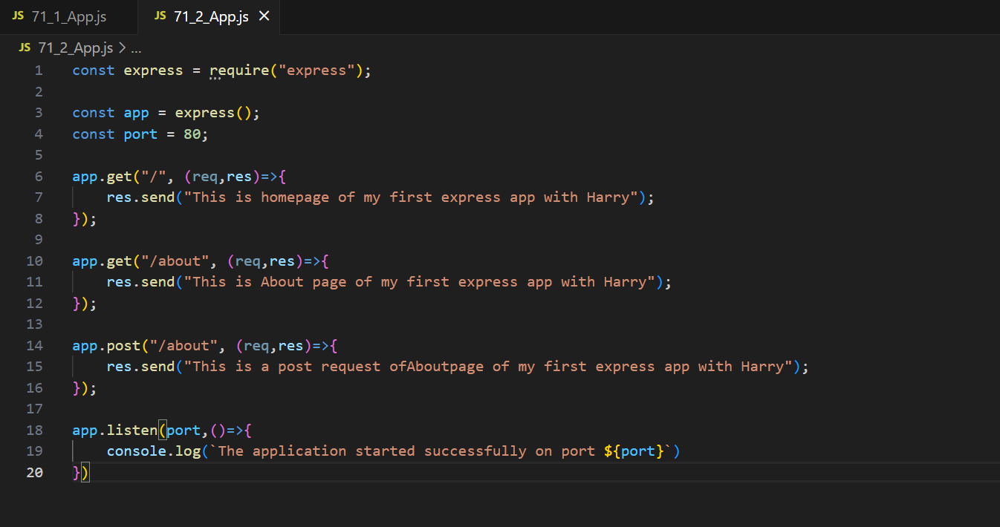 JS 71_1_App.js JS 71_2_App.js ×
JS 71_2_App.js > ...
1 const express = require("express");
2
3 const app = express();
4 const port = 80;
5
6 app.get("/", (req,res)=>{
7     res.send("This is homepage of my first express app with Harry");
8 });
9
10 app.get("/about", (req,res)=>{
11     res.send("This is About page of my first express app with Harry");
12 });
13
14 app.post("/about", (req,res)=>{
15     res.send("This is a post request ofAboutpage of my first express app with Harry");
16 });
17
18 app.listen(port,()=>{
19     console.log(`The application started successfully on port ${port}`)
20 })